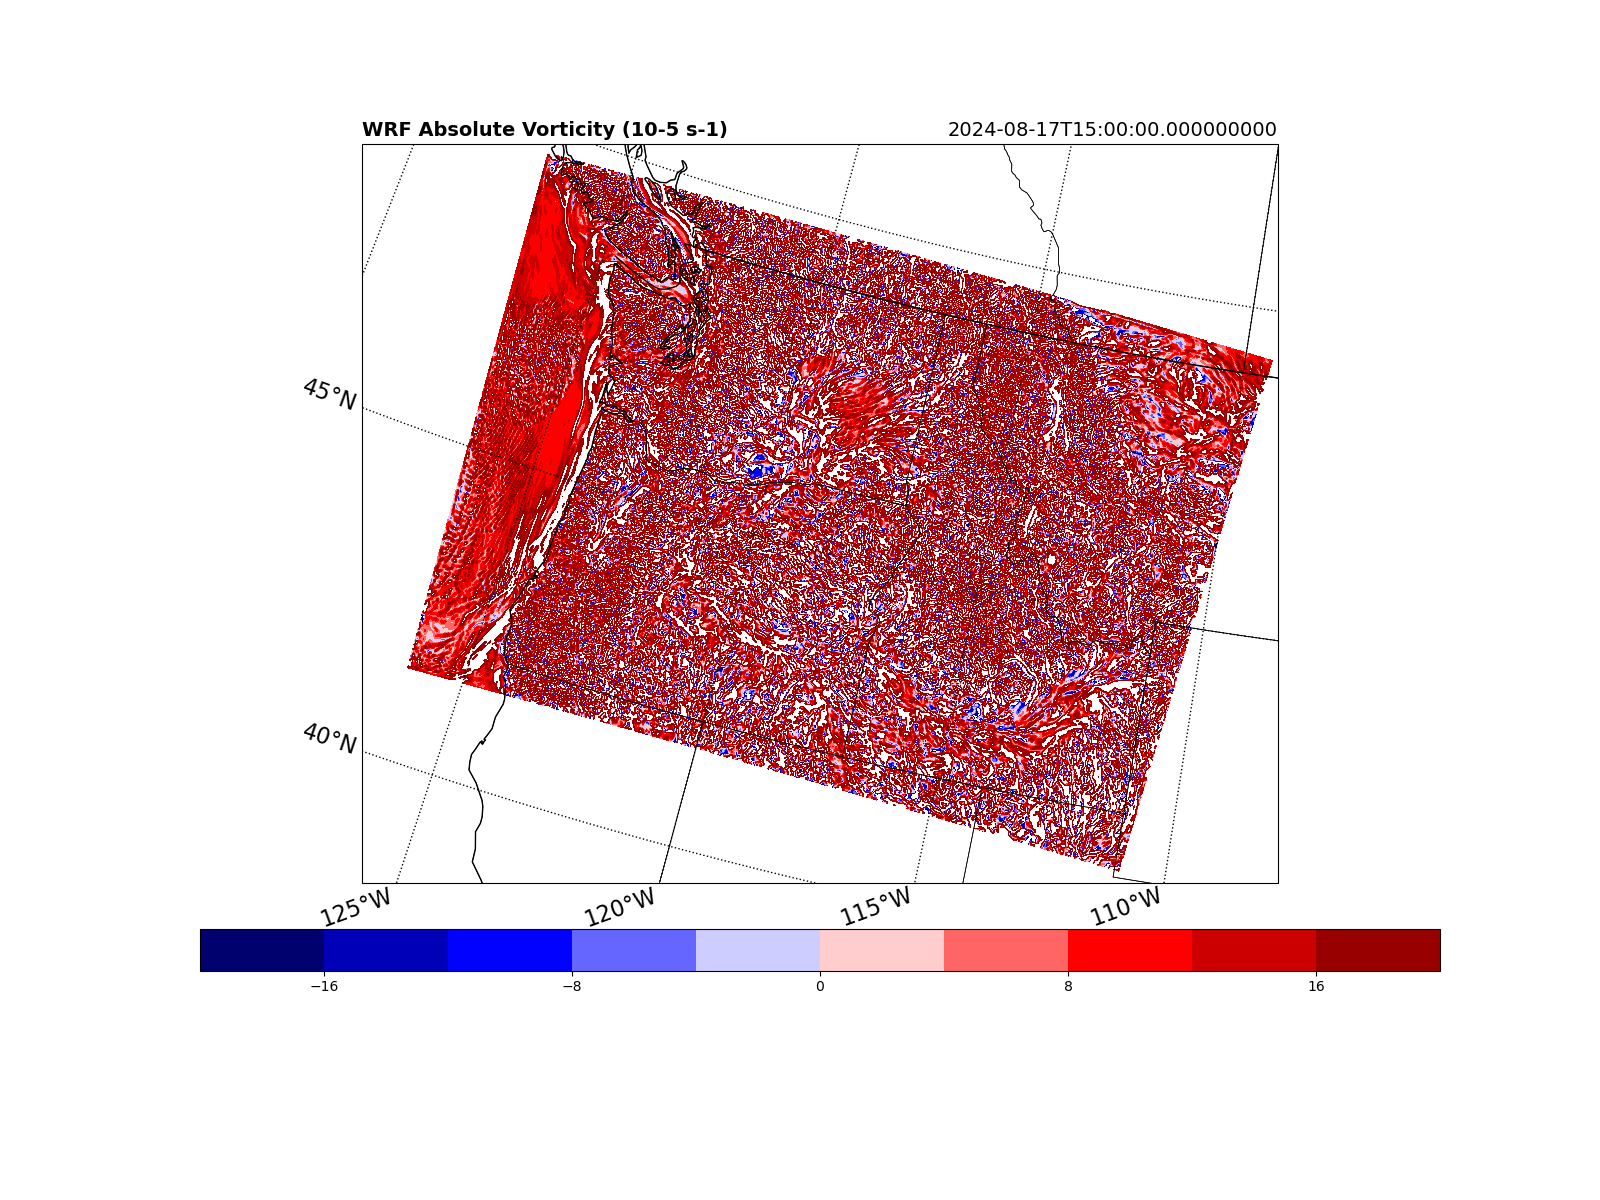 WRF Absolute Vorticity (10-5 s-1) 2024-08-17T15:00:00.000000000
45°N
40°N
125°W 120°W 115°W 110°W
−16 −8 0 8 16